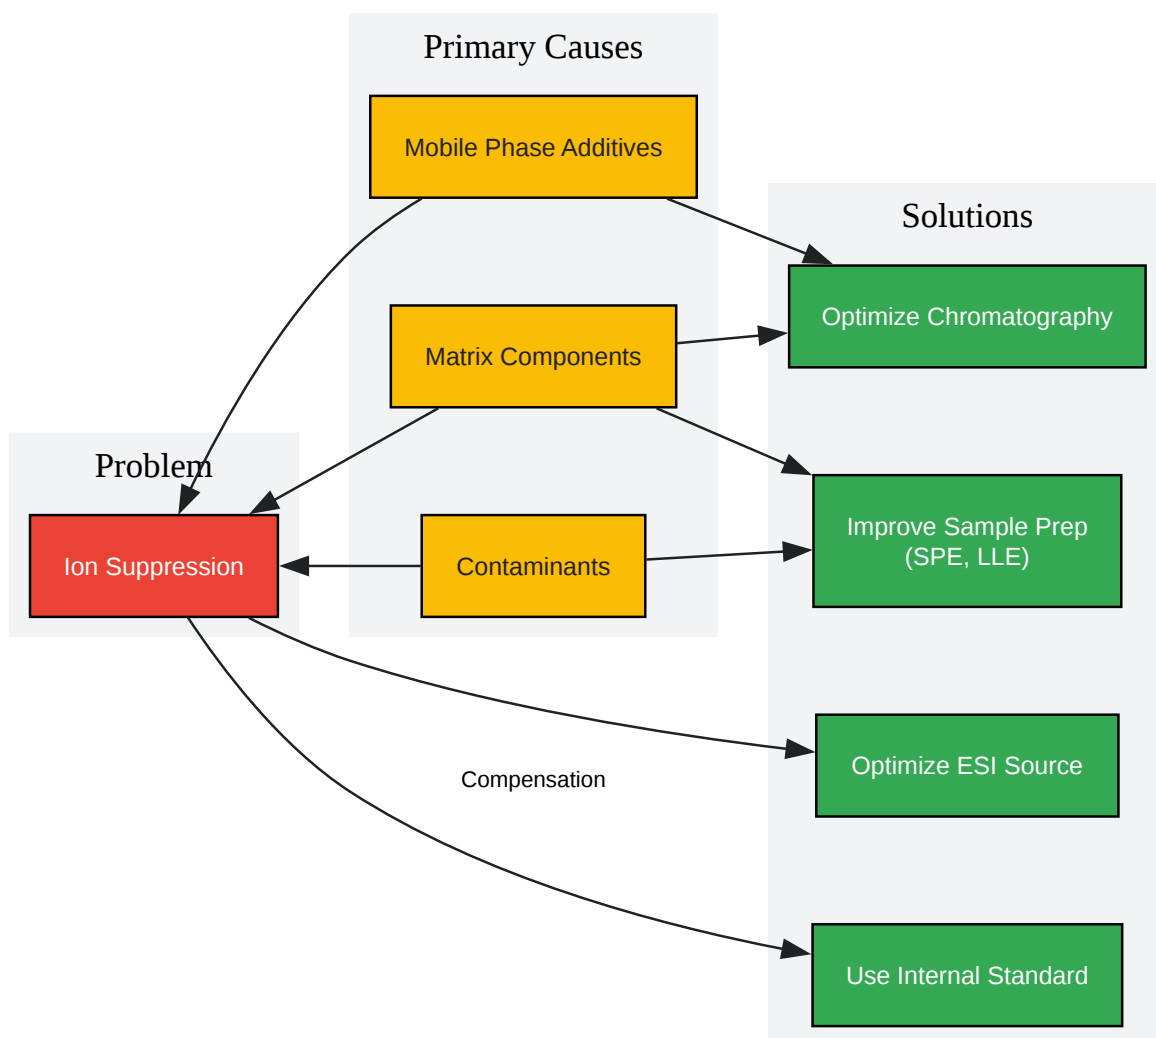 Primary Causes
Mobile Phase Additives
Solutions
Optimize Chromatography
Matrix Components
Problem
Improve Sample Prep
(SPE, LLE)
Ion Suppression
Contaminants
Optimize ESI Source
Compensation
Use Internal Standard